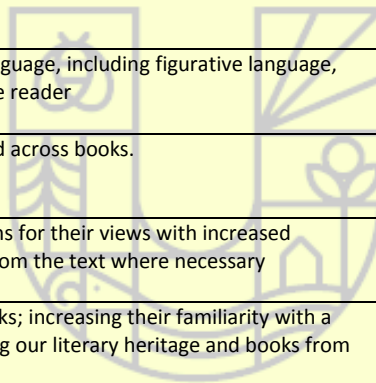 guage, including figurative language,
e reader
d across books.
ns for their views with increased
om the text where necessary
ks; increasing their familiarity with a
g our literary heritage and books from